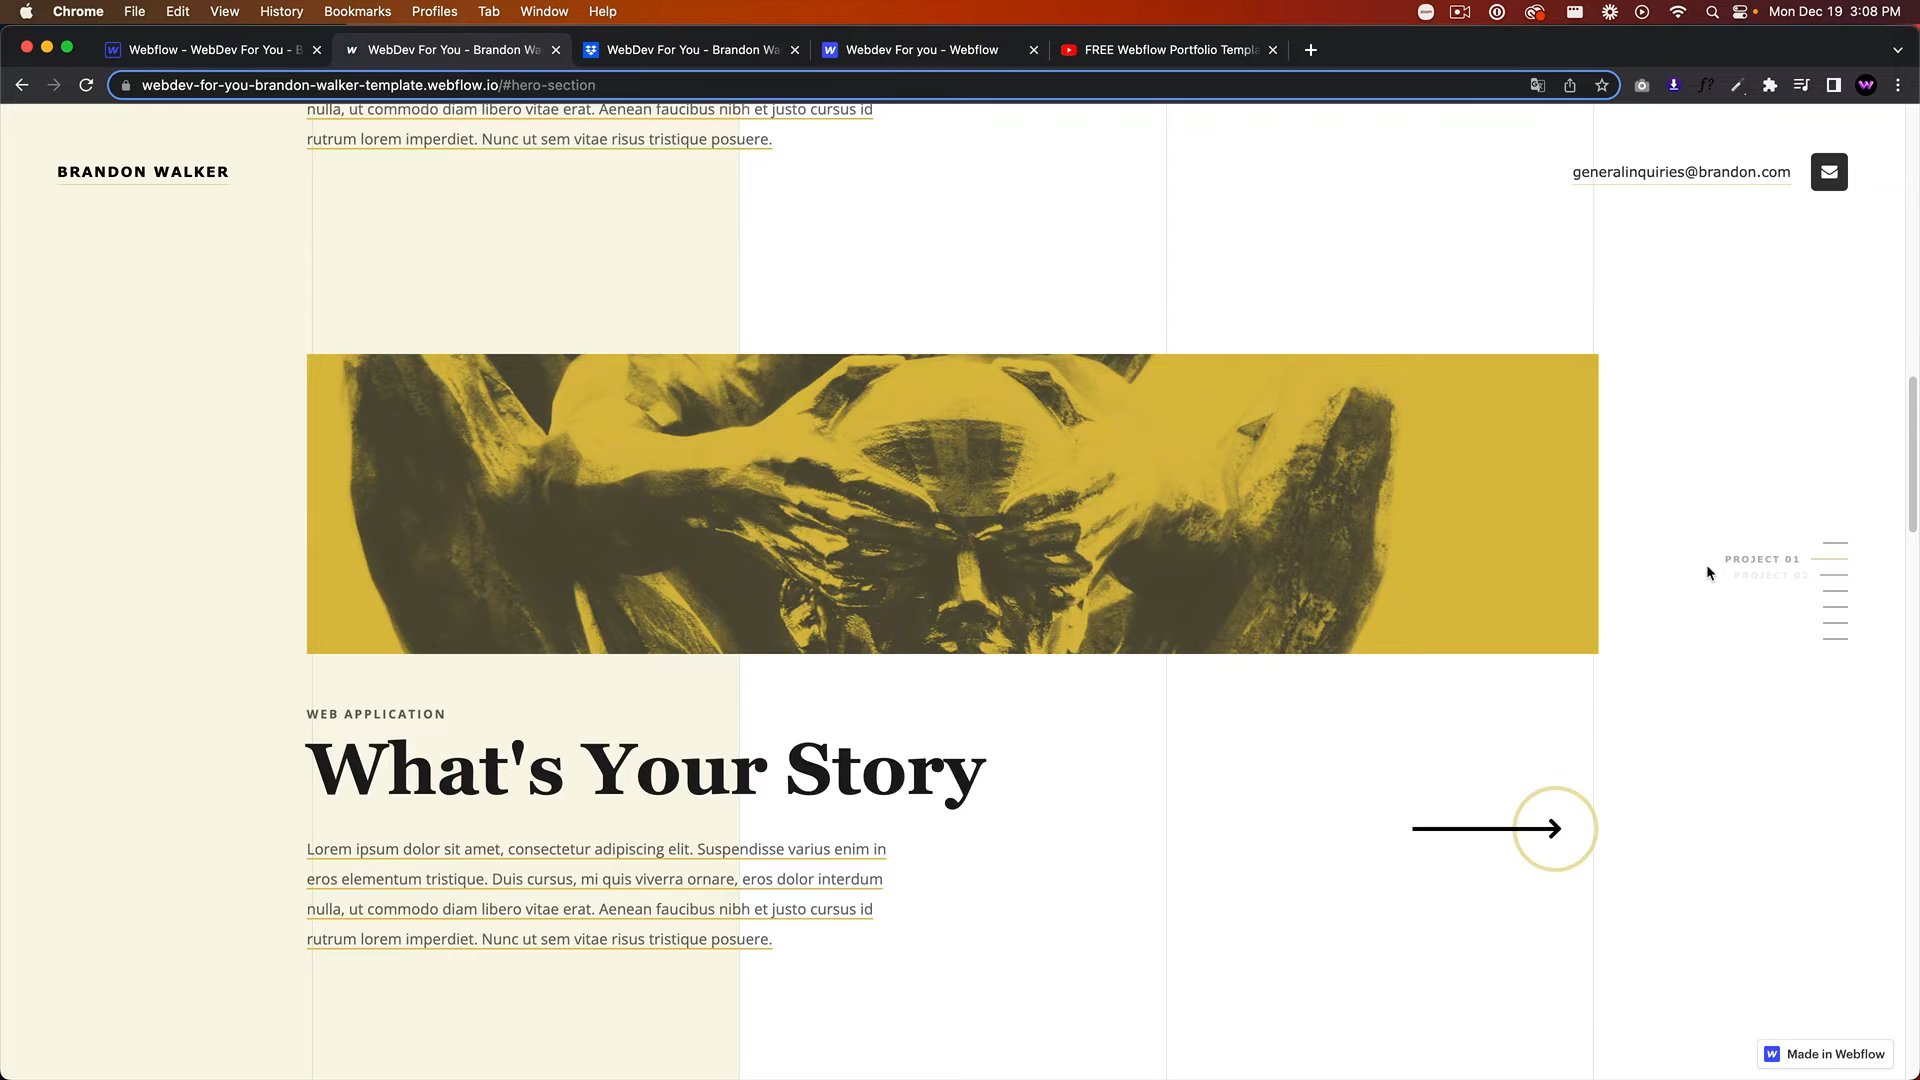 Chrome File Edit View History Bookmarks Profiles Tab Window Help
zoom
Mon Dec 19 3:08 PM
Webflow - WebDev For You - B
WebDev For You - Brandon Wa
WebDev For You - Brandon Wa
Webdev For you - Webflow
FREE Webflow Portfolio Templa
webdev-for-you-brandon-walker-template.webflow.io/#hero-section
f?
nulla, ut commodo diam libero vitae erat. Aenean faucibus nibh et justo cursus id
rutrum lorem imperdiet. Nunc ut sem vitae risus tristique posuere.
BRANDON WALKER
generalinquiries@brandon.com
PROJECT 01
PROJECT 02
WEB APPLICATION
What's Your Story
Lorem ipsum dolor sit amet, consectetur adipiscing elit. Suspendisse varius enim in
eros elementum tristique. Duis cursus, mi quis viverra ornare, eros dolor interdum
nulla, ut commodo diam libero vitae erat. Aenean faucibus nibh et justo cursus id
rutrum lorem imperdiet. Nunc ut sem vitae risus tristique posuere.
Made in Webflow